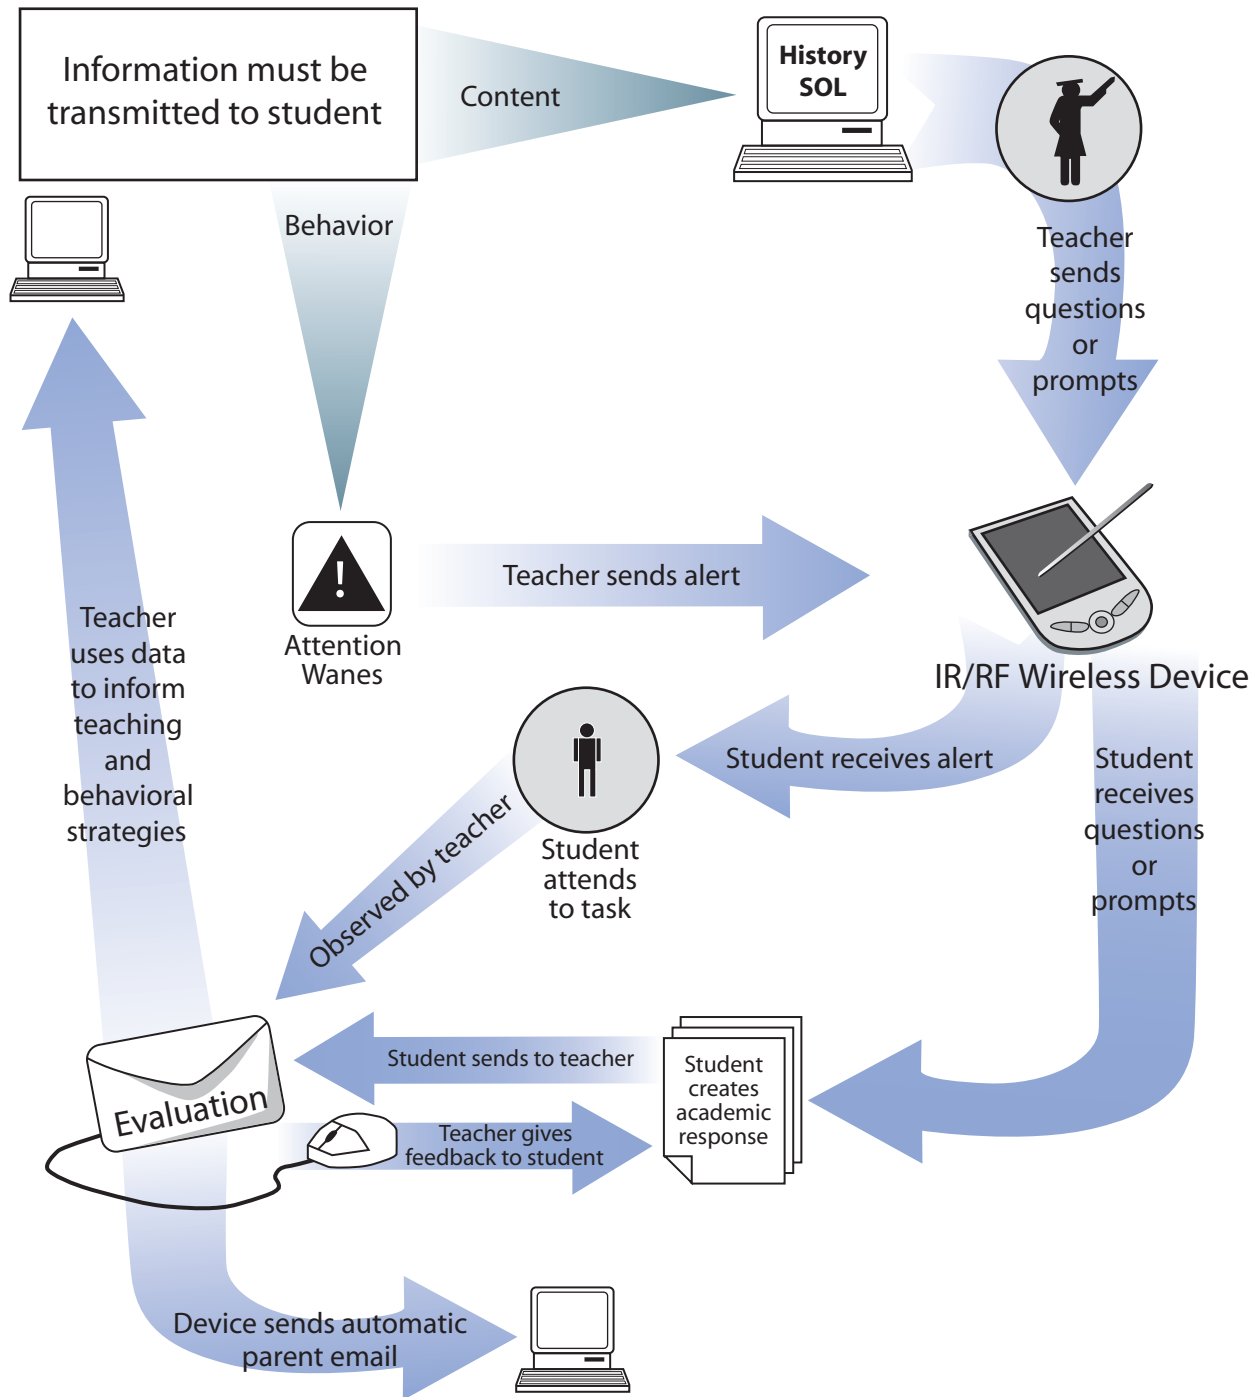 Information must be
transmitted to student
Content
History
SOL
Behavior
Teacher
sends
questions
or
prompts
Teacher sends alert
Attention
Wanes
IR/RF Wireless Device
Teacher
uses data
to inform
teaching
and
behavioral
strategies
Student receives alert
Student
receives
questions
or
prompts
Student
attends
to task
Observed by teacher
Student sends to teacher
Student
creates
academic
response
Evaluation
Teacher gives
feedback to student
Device sends automatic
parent email